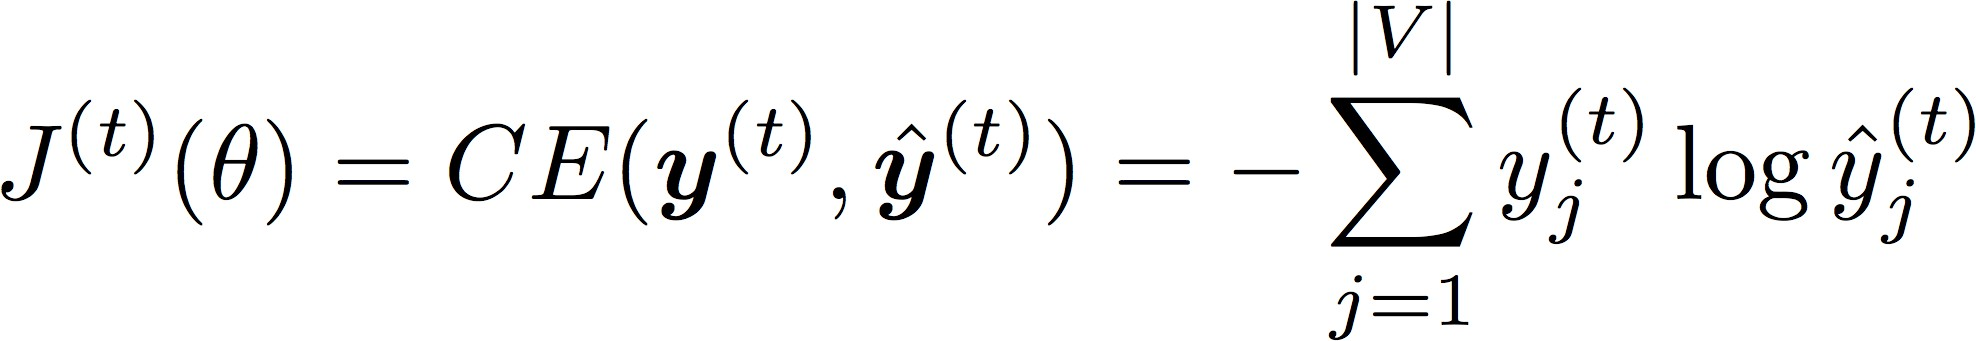 $J^{(t)}(\theta) = CE(\boldsymbol{y}^{(t)}, \hat{\boldsymbol{y}}^{(t)}) = -\sum_{j=1}^{|V|} y_j^{(t)} \log \hat{y}_j^{(t)}$